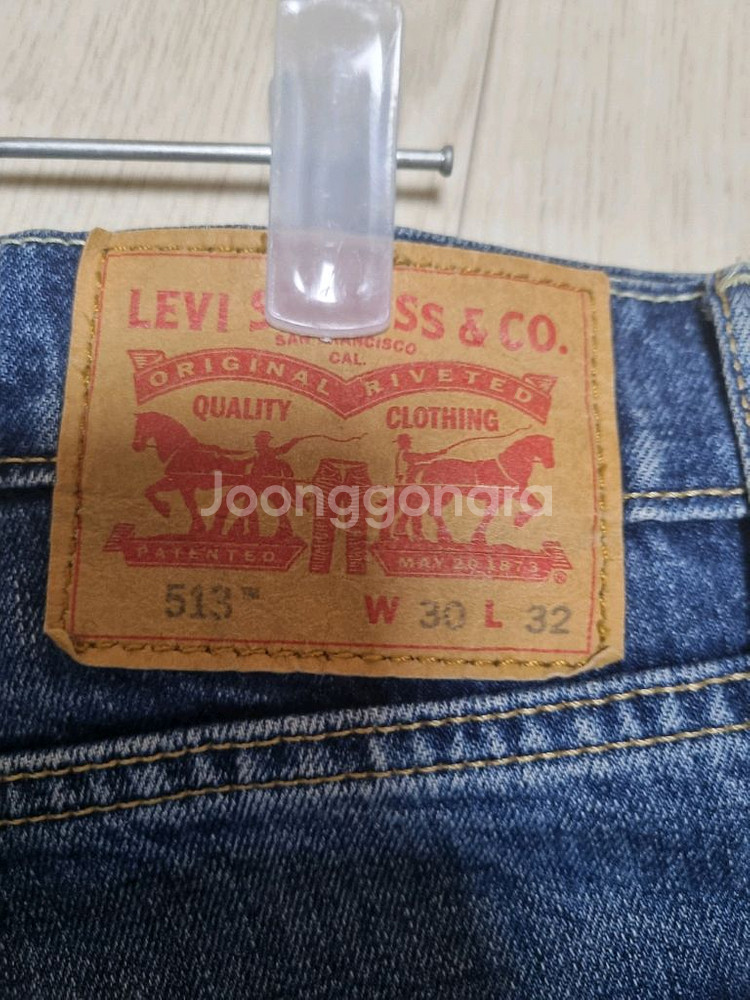 LEVI S SS & CO.
SAN FRANCISCO
CAL.
ORIGINAL RIVETED
QUALITY CLOTHING
Joonggonara
PATENTED MAY 20 1873 ®
513™ W 30 L 32